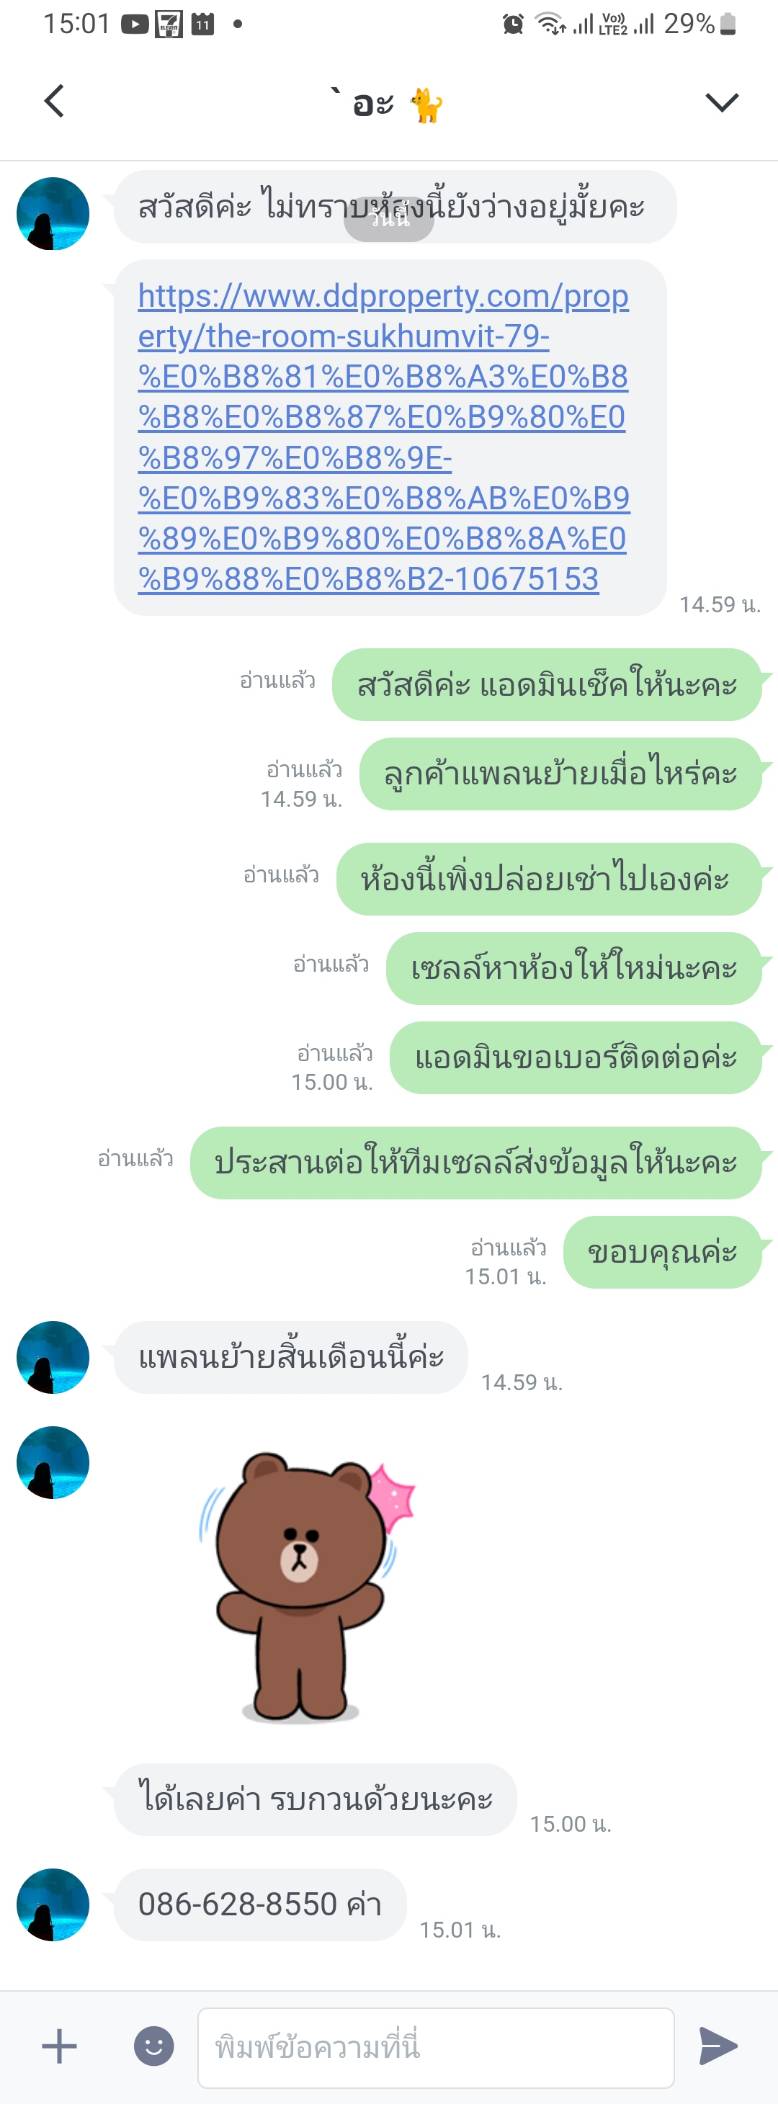 15:01
11
Vo))
LTE2
29%
` อะ
สวัสดีค่ะ ไม่ทราบห้องนี้ยังว่างอยู่มั้ยคะ
วันนี้
https://www.ddproperty.com/prop
erty/the-room-sukhumvit-79-
%E0%B8%81%E0%B8%A3%E0%B8
%B8%E0%B8%87%E0%B9%80%E0
%B8%97%E0%B8%9E-
%E0%B9%83%E0%B8%AB%E0%B9
%89%E0%B9%80%E0%B8%8A%E0
%B9%88%E0%B8%B2-10675153
14.59 น.
อ่านแล้ว
สวัสดีค่ะ แอดมินเช็คให้นะคะ
อ่านแล้ว
14.59 น.
ลูกค้าแพลนย้ายเมื่อไหร่คะ
อ่านแล้ว
ห้องนี้เพิ่งปล่อยเช่าไปเองค่ะ
อ่านแล้ว
เซลล์หาห้องให้ใหม่นะคะ
อ่านแล้ว
15.00 น.
แอดมินขอเบอร์ติดต่อค่ะ
อ่านแล้ว
ประสานต่อให้ทีมเซลล์ส่งข้อมูลให้นะคะ
อ่านแล้ว
15.01 น.
ขอบคุณค่ะ
แพลนย้ายสิ้นเดือนนี้ค่ะ
14.59 น.
ได้เลยค่า รบกวนด้วยนะคะ
15.00 น.
086-628-8550 ค่า
15.01 น.
พิมพ์ข้อความที่นี่